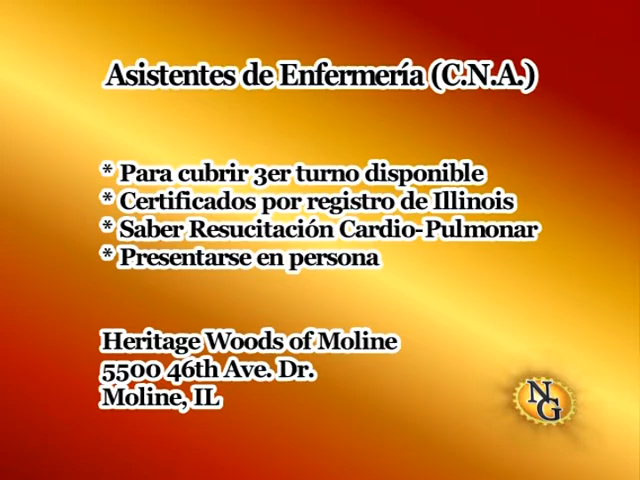 Asistentes de Enfermería (C.N.A.)
* Para cubrir 3er turno disponible
* Certificados por registro de Illinois
* Saber Resucitación Cardio-Pulmonar
* Presentarse en persona
Heritage Woods of Moline
5500 46th Ave. Dr.
Moline, IL
NG